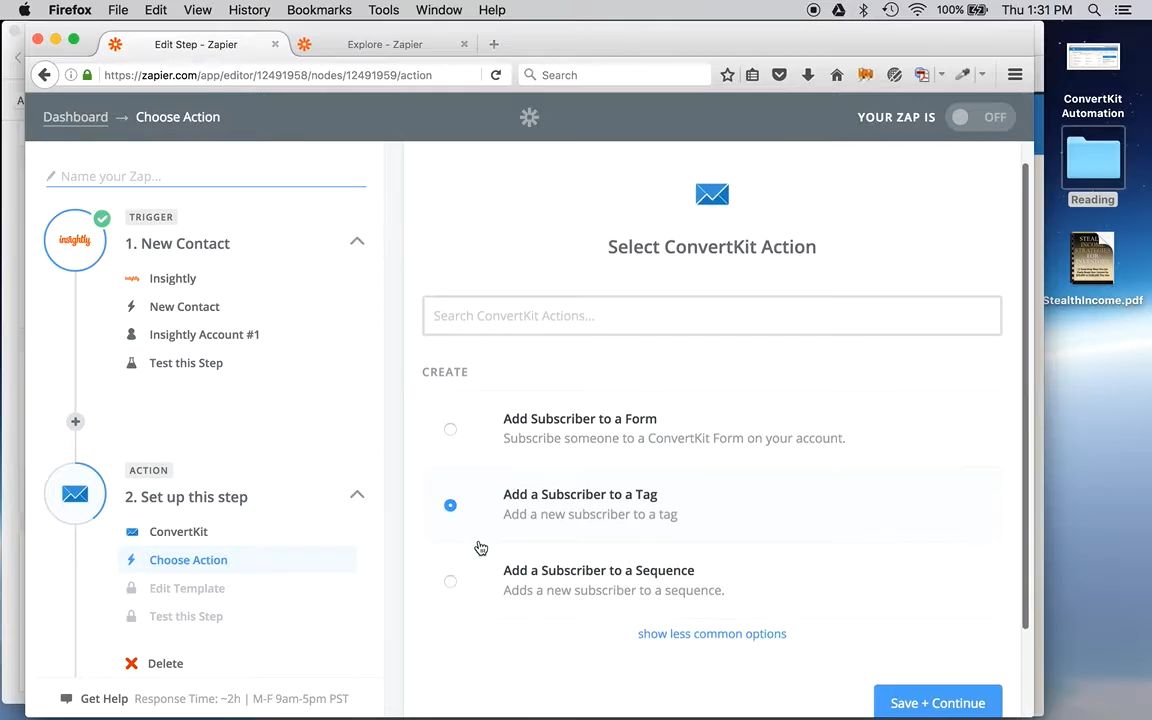 Firefox File Edit View History Bookmarks Tools Window Help 100% Thu 1:31 PM
Edit Step - Zapier Explore - Zapier
https://zapier.com/app/editor/12491958/nodes/12491959/action Search
Dashboard → Choose Action YOUR ZAP IS OFF
Name your Zap...
TRIGGER
insightly
1. New Contact
Insightly
New Contact
Insightly Account #1
Test this Step
ACTION
2. Set up this step
ConvertKit
Choose Action
Edit Template
Test this Step
Delete
Get Help Response Time: ~2h | M-F 9am-5pm PST
Select ConvertKit Action
Search ConvertKit Actions...
CREATE
Add Subscriber to a Form
Subscribe someone to a ConvertKit Form on your account.
Add a Subscriber to a Tag
Add a new subscriber to a tag
Add a Subscriber to a Sequence
Adds a new subscriber to a sequence.
show less common options
Save + Continue
ConvertKit
Automation
Reading
StealthIncome.pdf